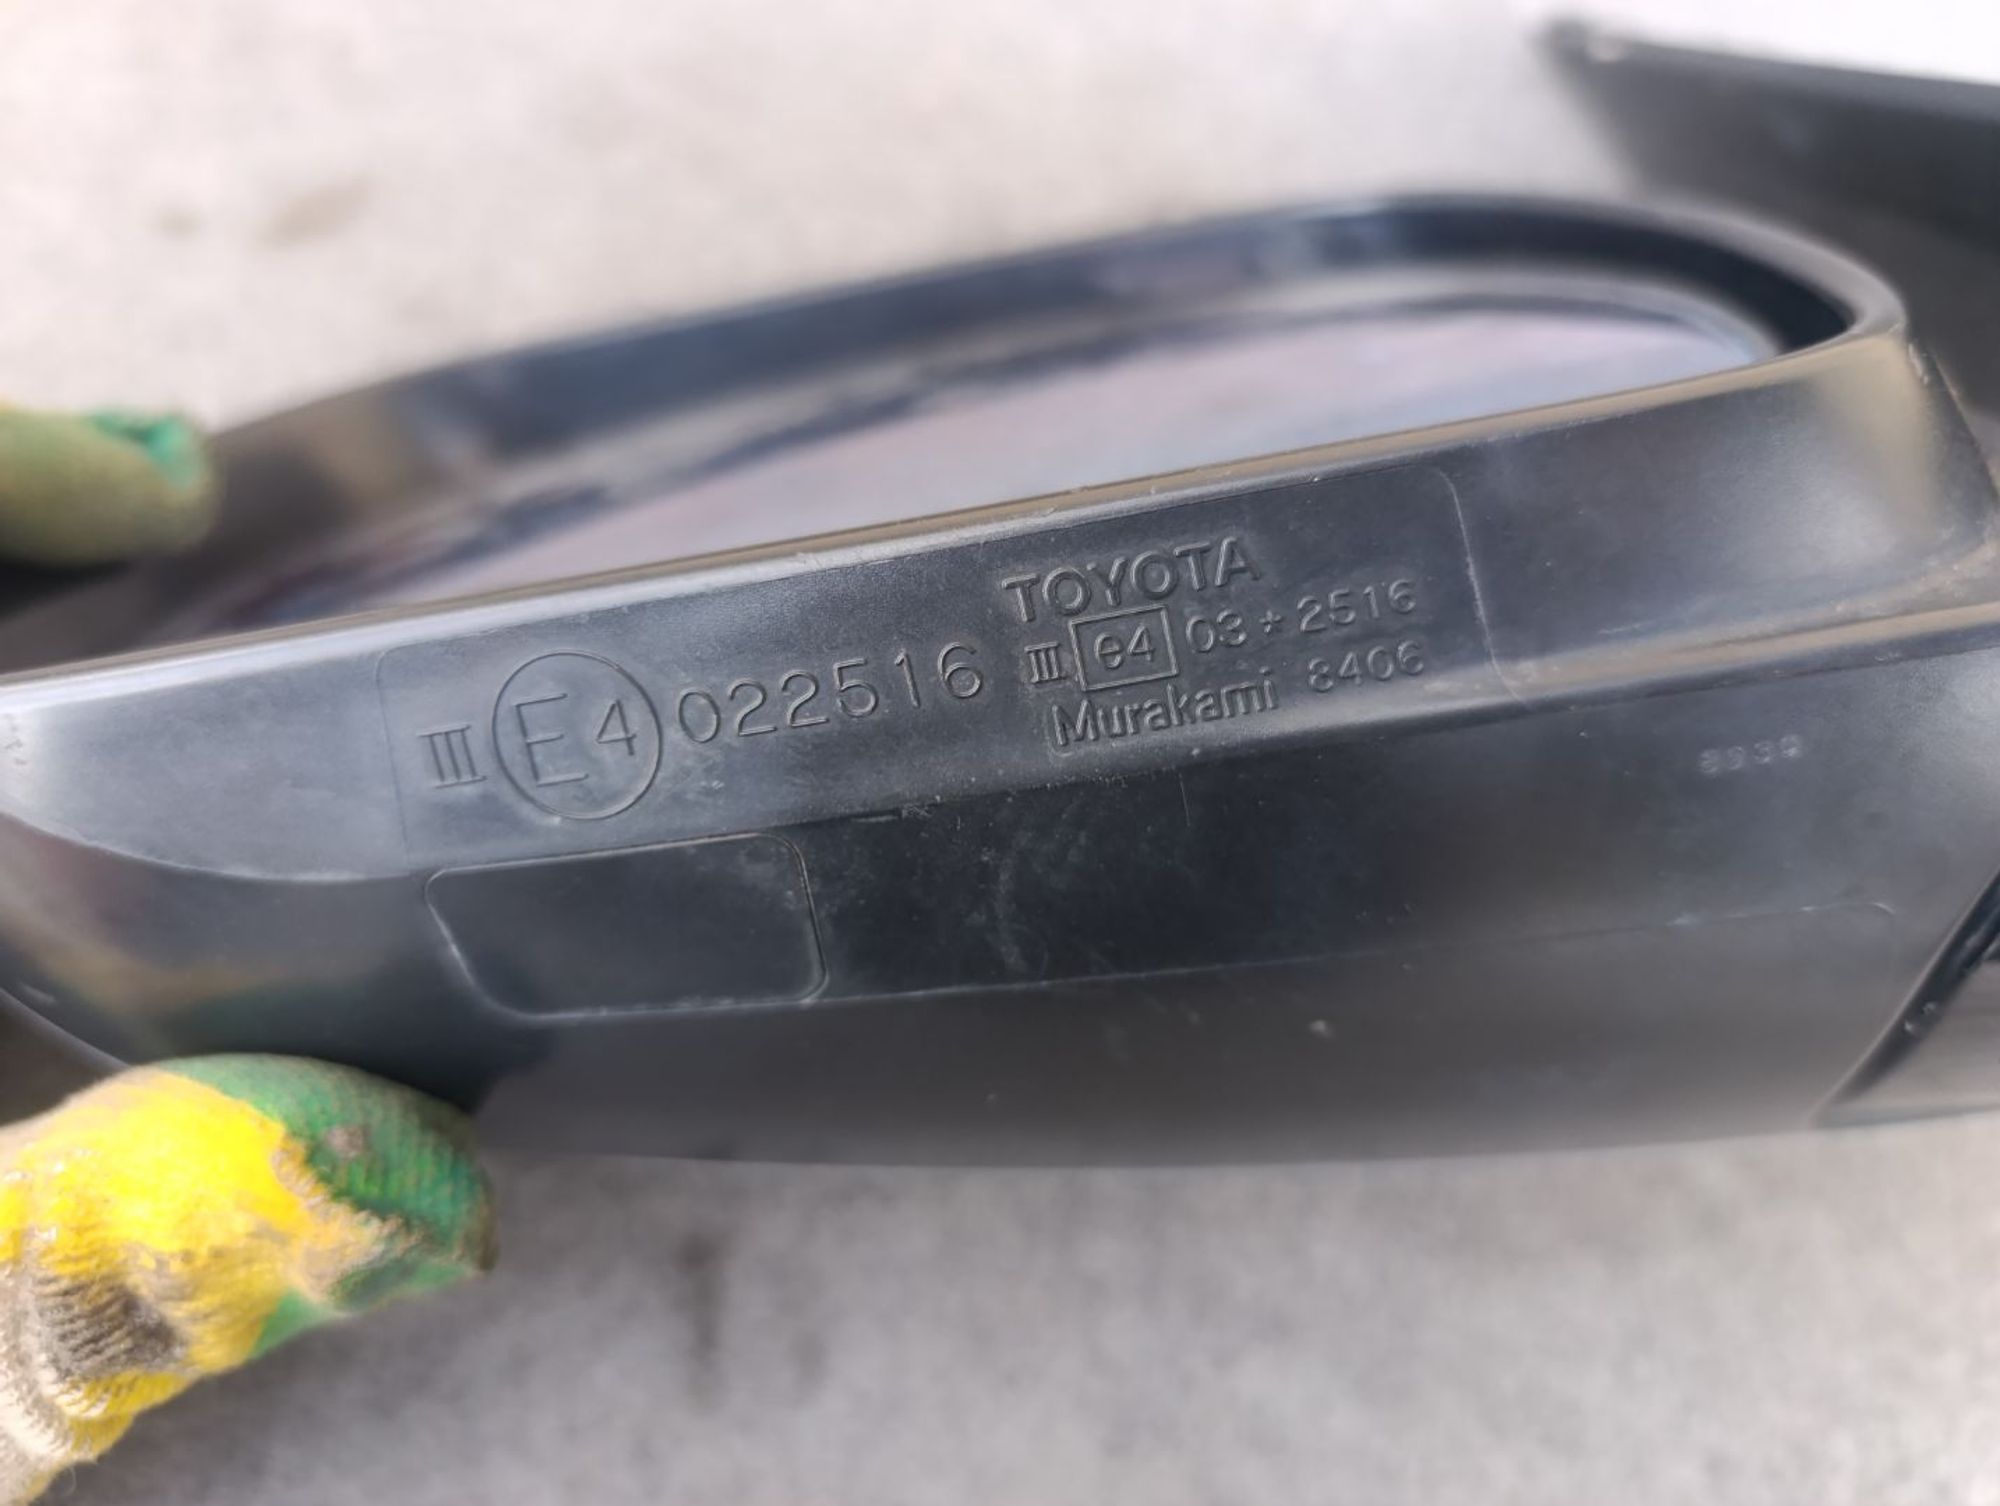 TOYOTA
III E4 022516 III e4 03*2516
Murakami 8406